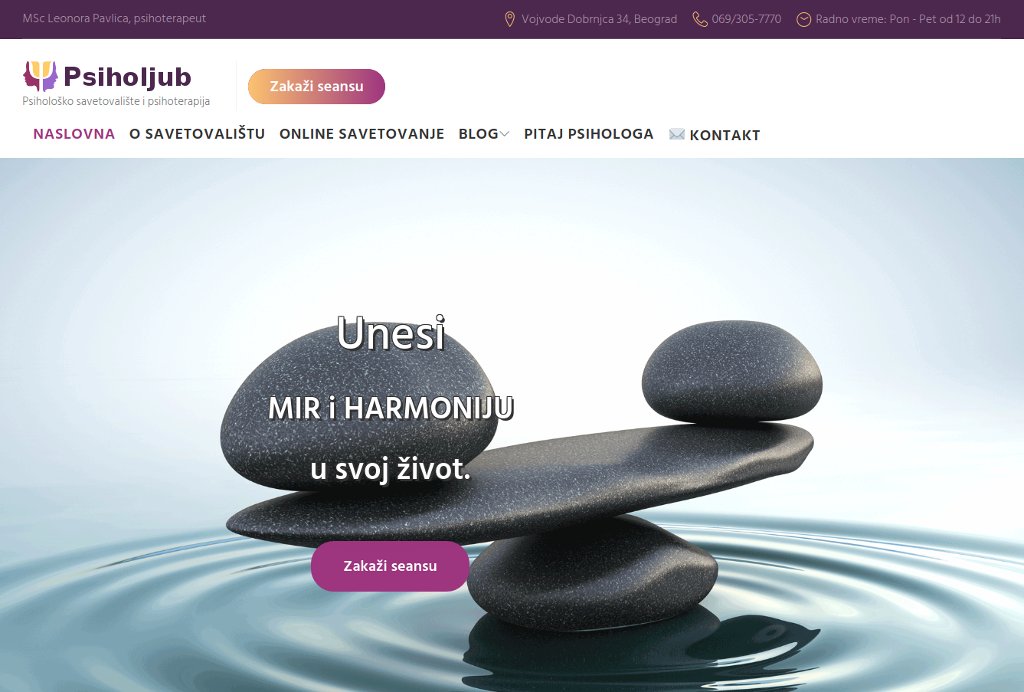 MSc Leonora Pavlica, psihoterapeut
Vojvode Dobrnjca 34, Beograd
069/305-7770
Radno vreme: Pon - Pet od 12 do 21h
Psiholjub
Psihološko savetovalište i psihoterapija
Zakaži seansu
NASLOVNA
O SAVETOVALIŠTU
ONLINE SAVETOVANJE
BLOG
PITAJ PSIHOLOGA
KONTAKT
Unesi
MIR i HARMONIJU
u svoj život.
Zakaži seansu